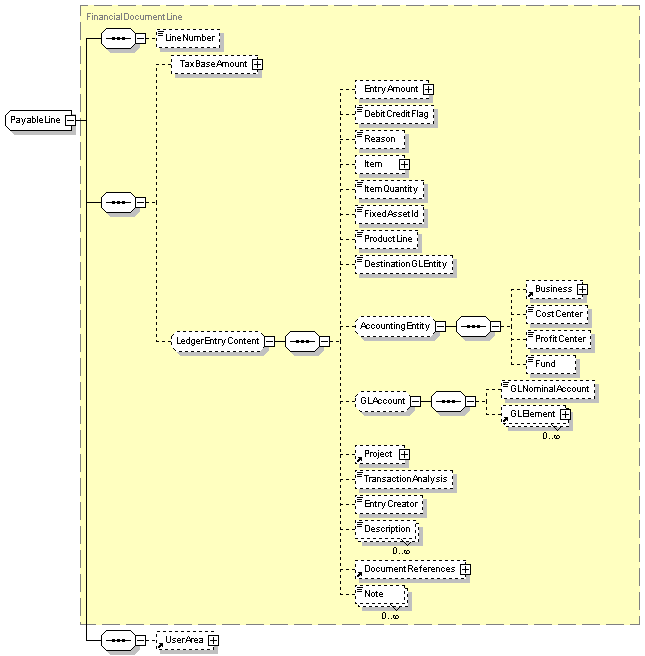 FinancialDocumentLine
LineNumber
TaxBaseAmount
EntryAmount
DebitCreditFlag
PayableLine
Reason
Item
ItemQuantity
FixedAssetId
ProductLine
DestinationGLEntity
Business
CostCenter
AccountingEntity
ProfitCenter
LedgerEntryContent
Fund
GLNominalAccount
GLAccount
GLElement
0..∞
Project
TransactionAnalysis
EntryCreator
Description
0..∞
DocumentReferences
Note
0..∞
UserArea